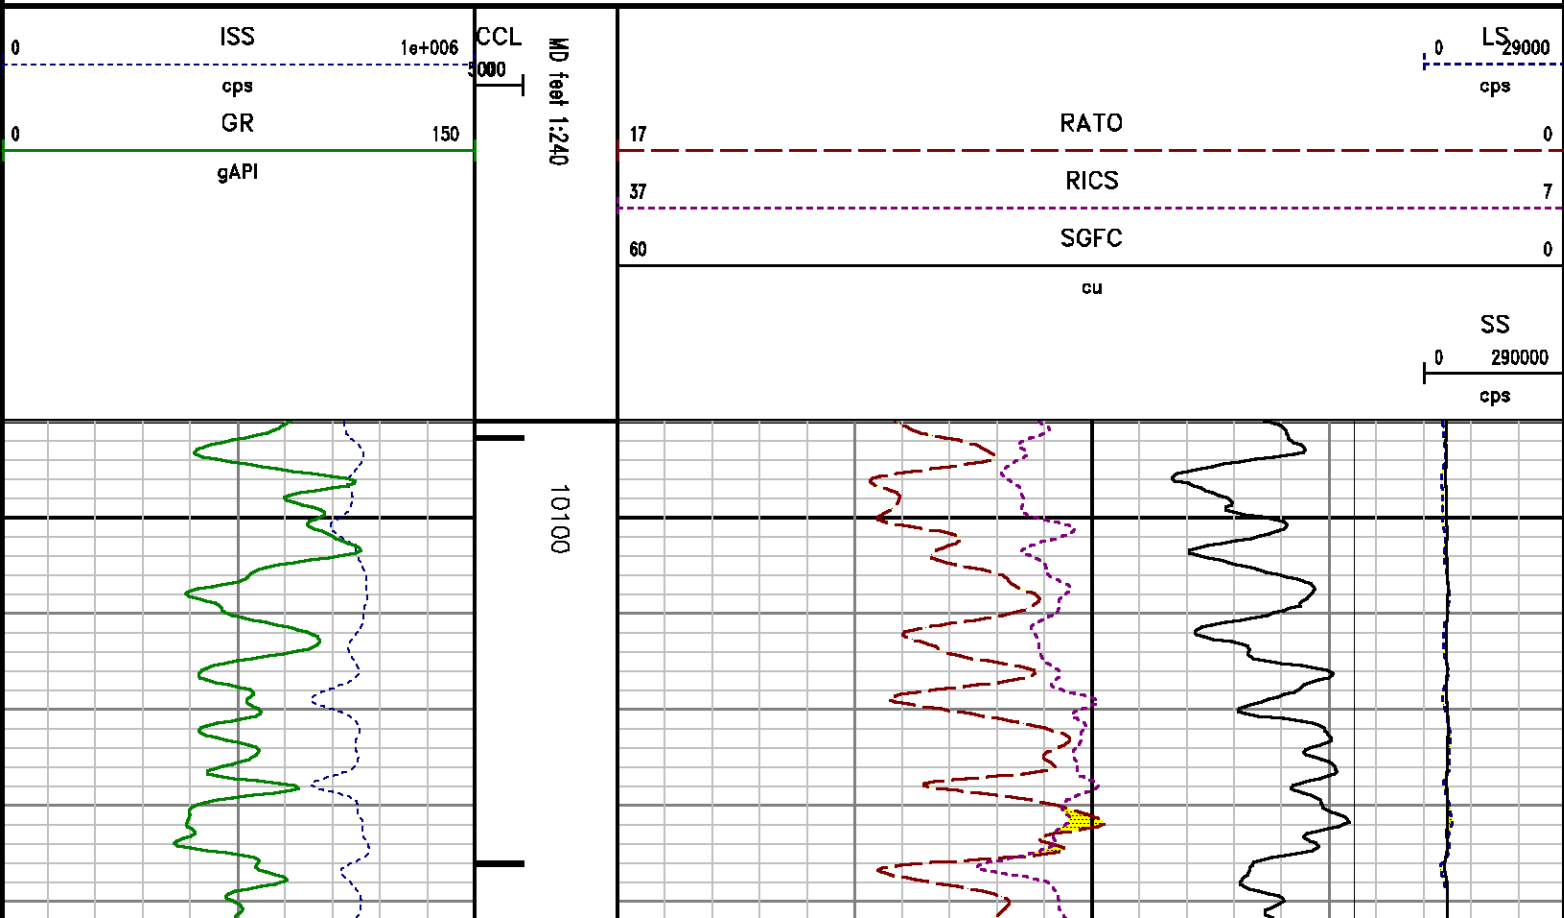 ISS
0 1e+006
cps
GR
0 150
gAPI
CCL
MD feet 1:240
LS
0 29000
cps
RATO
17 0
RICS
37 7
SGFC
60 0
cu
SS
0 290000
cps
10100